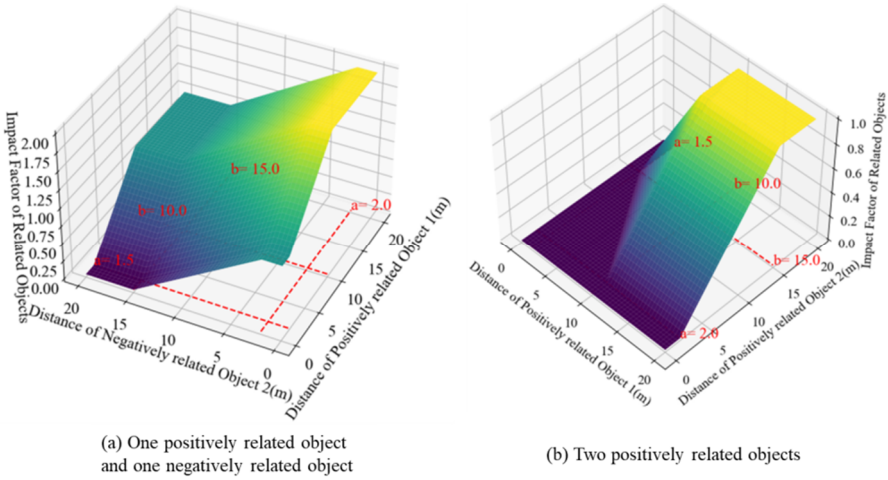 2.00
1.75
1.50
1.25
1.00
0.75
0.50
0.25
0.00
Impact Factor of Related Objects
20
15
10
5
0
Distance of Negatively related Object 2(m)
0
5
10
15
20
Distance of Positively related Object 1(m)
b= 15.0
b= 10.0
a= 2.0
a= 1.5
(a) One positively related object
and one negatively related object
1.0
0.8
0.6
0.4
0.2
0.0
Impact Factor of Related Objects
0
5
10
15
20
Distance of Positively related Object 1(m)
0
5
10
15
20
Distance of Positively related Object 2(m)
a= 1.5
b= 10.0
b= 15.0
a= 2.0
(b) Two positively related objects